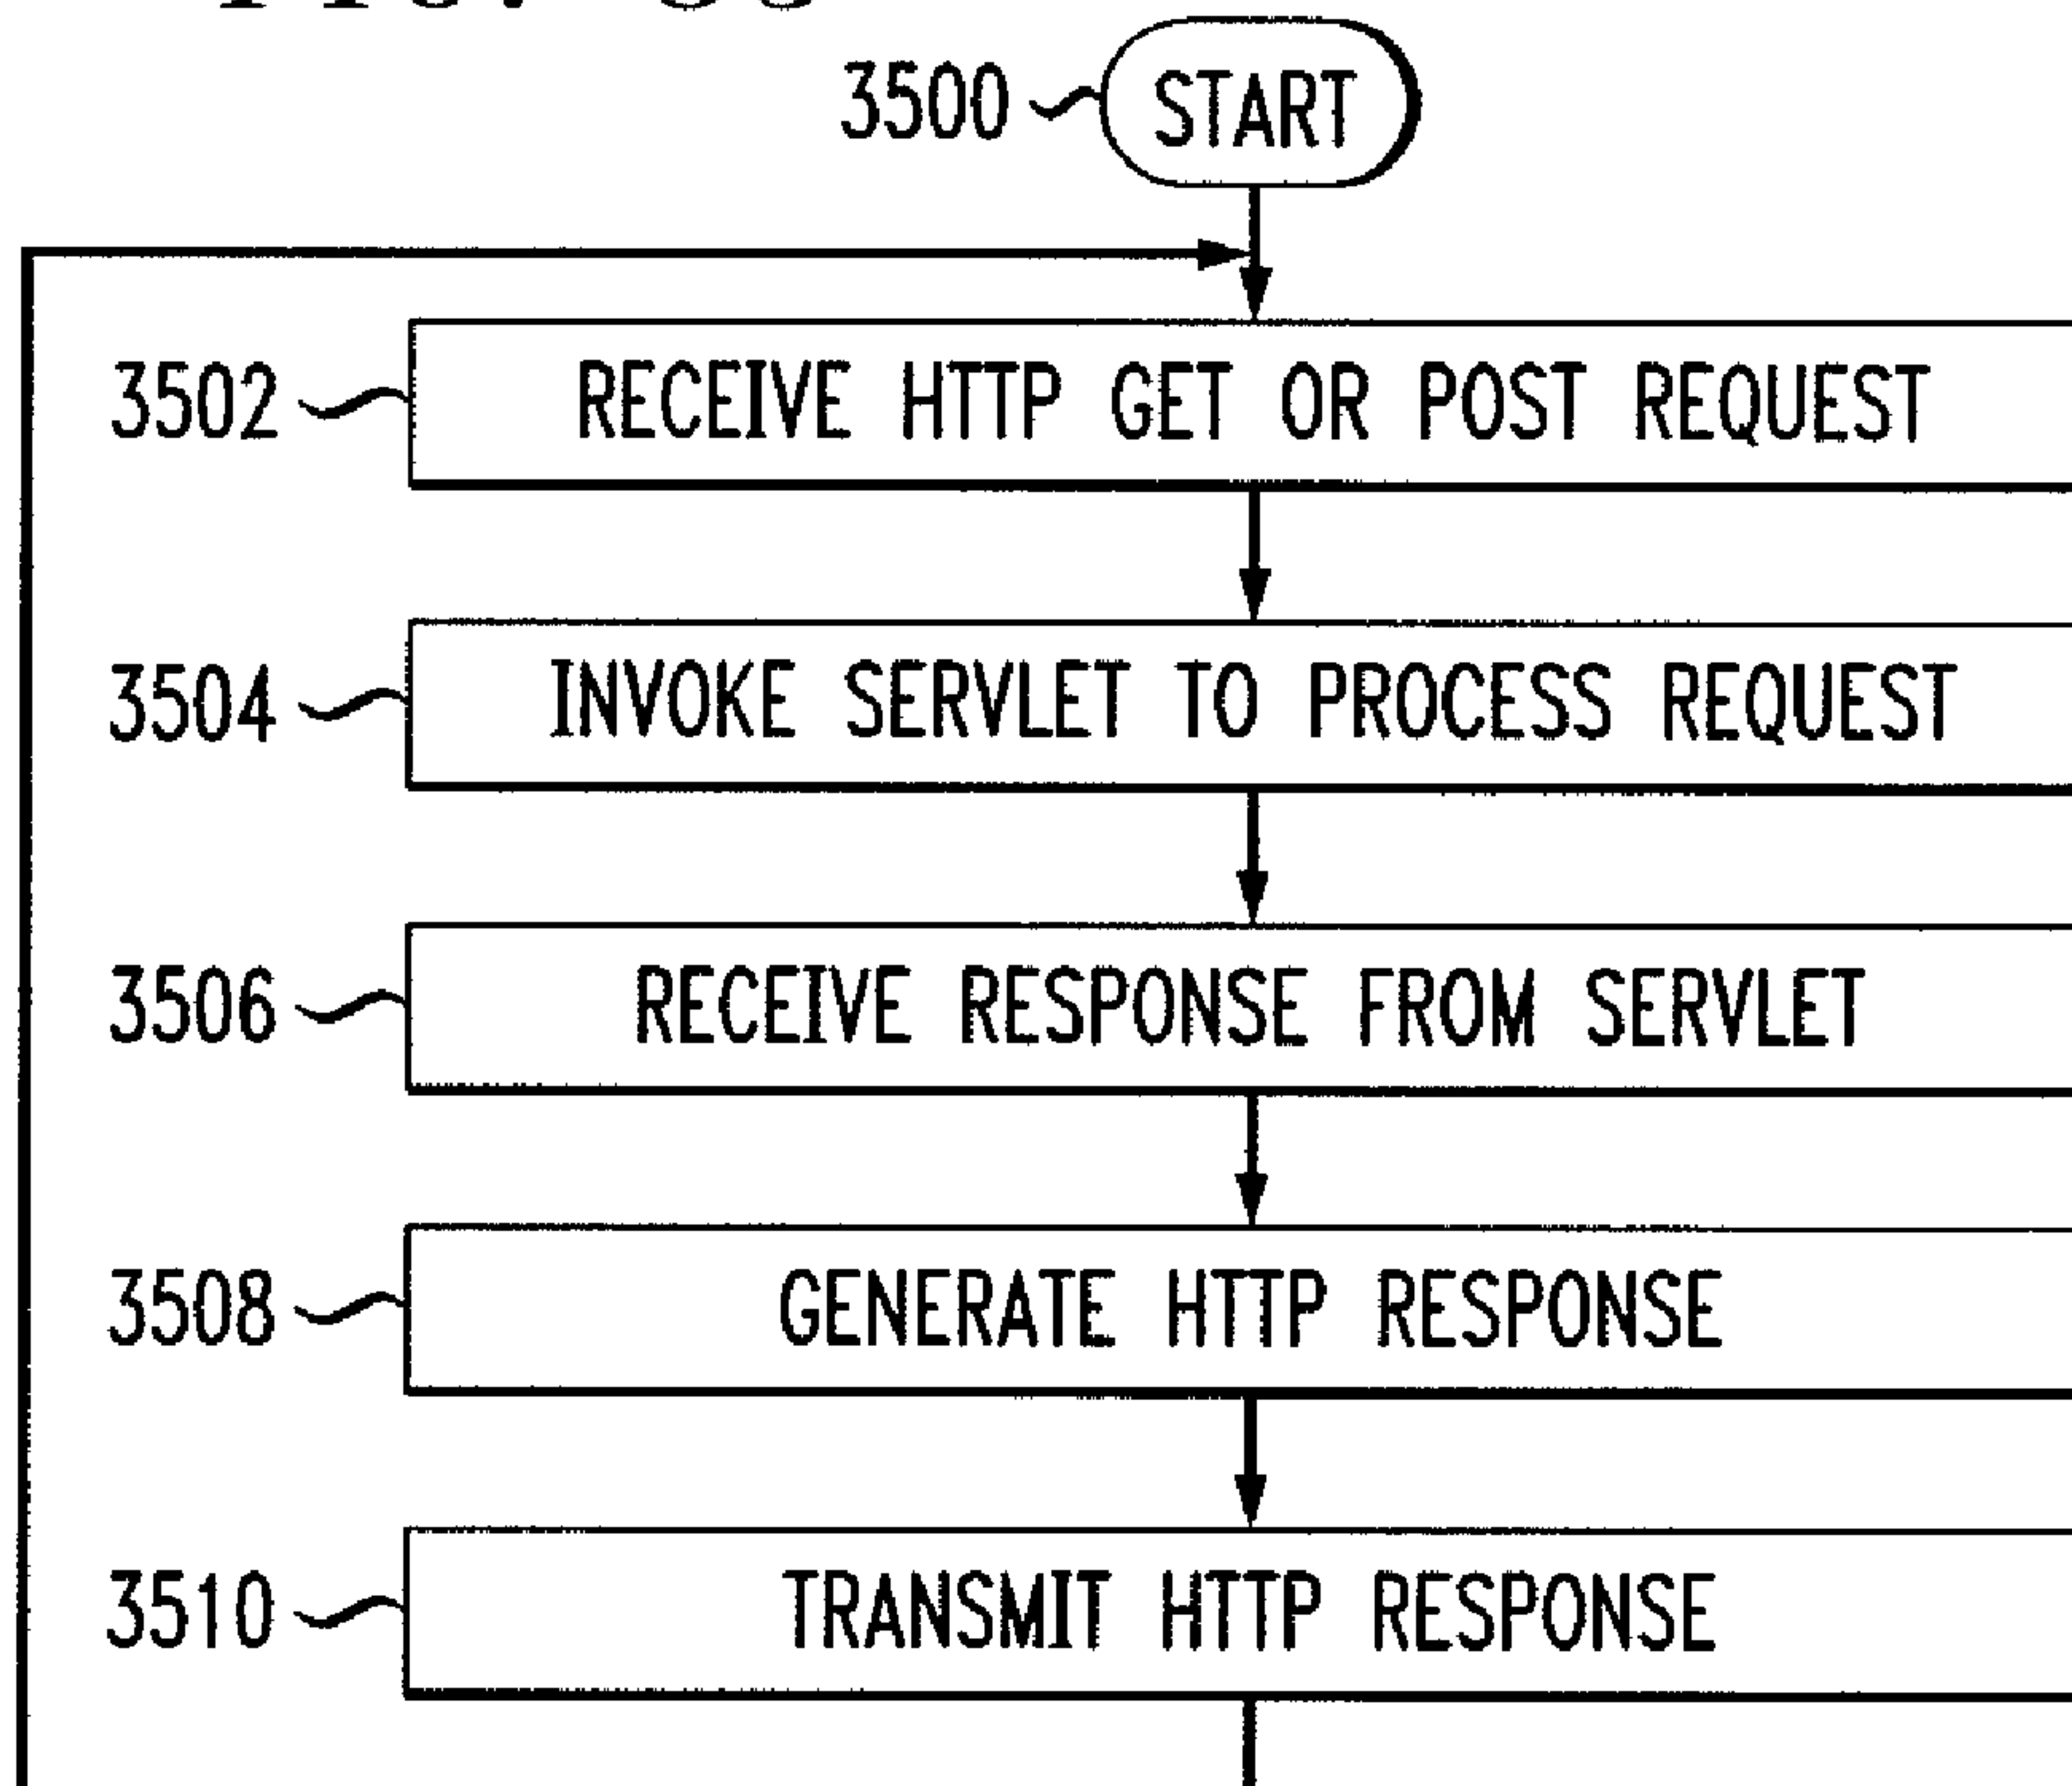 3500 START
3502 RECEIVE HTTP GET OR POST REQUEST
3504 INVOKE SERVLET TO PROCESS REQUEST
3506 RECEIVE RESPONSE FROM SERVLET
3508 GENERATE HTTP RESPONSE
3510 TRANSMIT HTTP RESPONSE